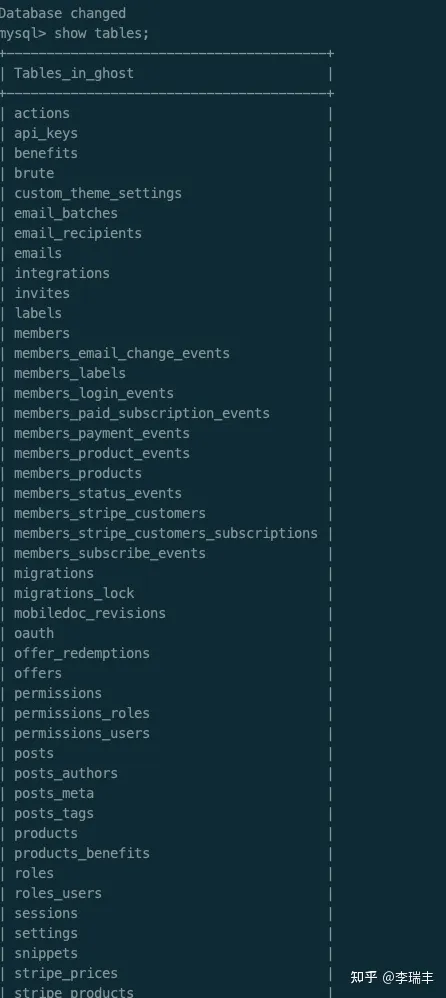 Database changed
mysql> show tables;
+---------------------------------------+
| Tables_in_ghost |
+---------------------------------------+
| actions |
| api_keys |
| benefits |
| brute |
| custom_theme_settings |
| email_batches |
| email_recipients |
| emails |
| integrations |
| invites |
| labels |
| members |
| members_email_change_events |
| members_labels |
| members_login_events |
| members_paid_subscription_events |
| members_payment_events |
| members_product_events |
| members_products |
| members_status_events |
| members_stripe_customers |
| members_stripe_customers_subscriptions |
| members_subscribe_events |
| migrations |
| migrations_lock |
| mobiledoc_revisions |
| oauth |
| offer_redemptions |
| offers |
| permissions |
| permissions_roles |
| permissions_users |
| posts |
| posts_authors |
| posts_meta |
| posts_tags |
| products |
| products_benefits |
| roles |
| roles_users |
| sessions |
| settings |
| snippets |
| stripe_prices |
| stripe_products |
知乎 @李瑞丰